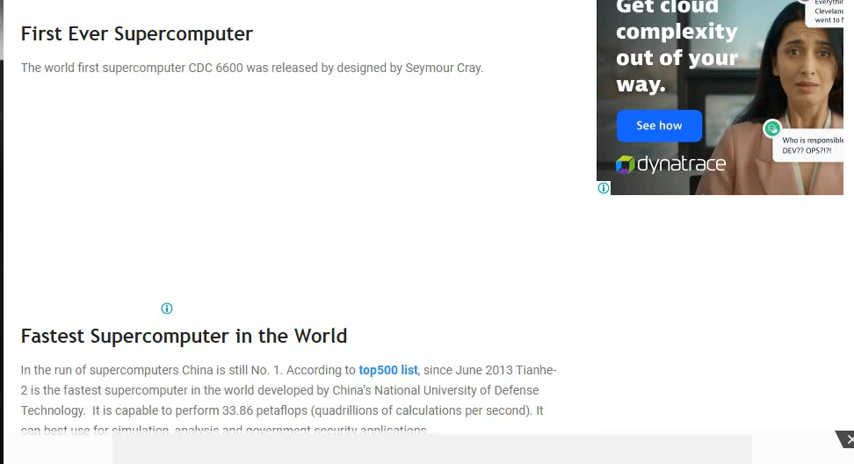 First Ever Supercomputer
The world first supercomputer CDC 6600 was released by designed by Seymour Cray.
Get cloud
complexity
out of your
way.
See how
dynatrace
Cleveland
went to
Who is responsible
DEV?? OPS?!?!
Fastest Supercomputer in the World
In the run of supercomputers China is still No. 1. According to top500 list, since June 2013 Tianhe-
2 is the fastest supercomputer in the world developed by China's National University of Defense
Technology. It is capable to perform 33.86 petaflops (quadrillions of calculations per second). It
can best use for simulation, analysis and government security applications.